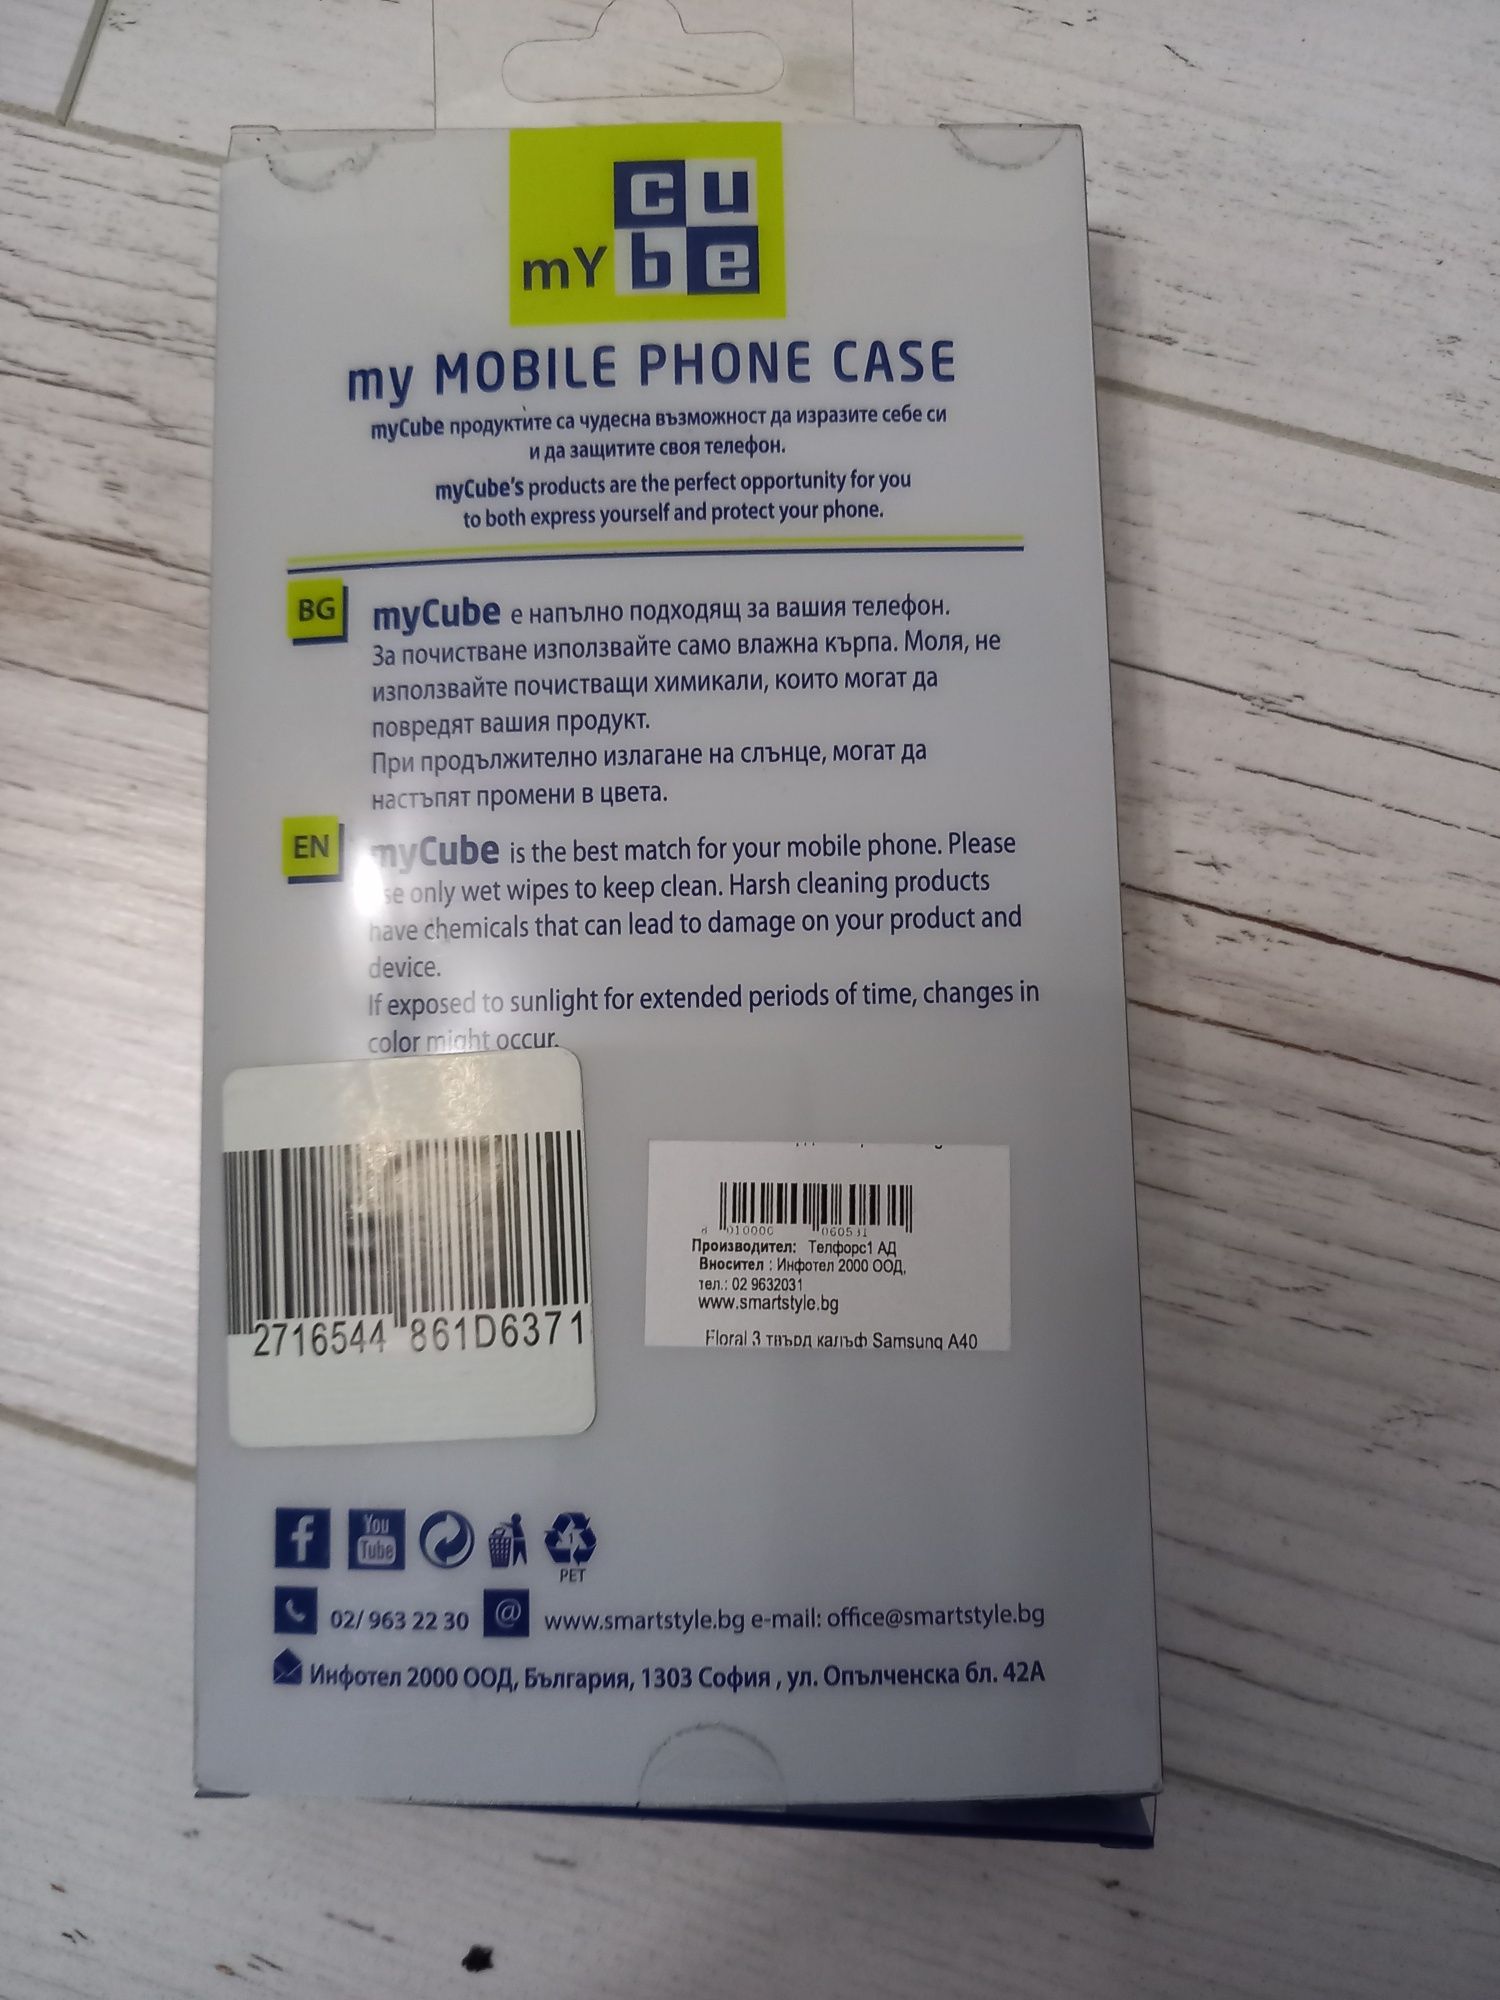 mY cu
be
my MOBILE PHONE CASE
myCube продуктите са чудесна възможност да изразите себе си
и да защитите своя телефон.
myCube's products are the perfect opportunity for you
to both express yourself and protect your phone.
BG
myCube е напълно подходящ за вашия телефон.
За почистване използвайте само влажна кърпа. Моля, не
използвайте почистващи химикали, които могат да
повредят вашия продукт.
При продължително излагане на слънце, могат да
настъпят промени в цвета.
EN
myCube is the best match for your mobile phone. Please
use only wet wipes to keep clean. Harsh cleaning products
have chemicals that can lead to damage on your product and
device.
If exposed to sunlight for extended periods of time, changes in
color might occur.
2716544 861D6371
010000 060531
Производител: Телфорс1 АД
Вносител : Инфотел 2000 ООД,
тел.: 02 9632031
www.smartstyle.bg
Floral 3 твърд калъф Samsung A40
f
You
Tube
1
PET
02/ 963 22 30 @ www.smartstyle.bg e-mail: office@smartstyle.bg
Инфотел 2000 ООД, България, 1303 София , ул. Опълченска бл. 42А